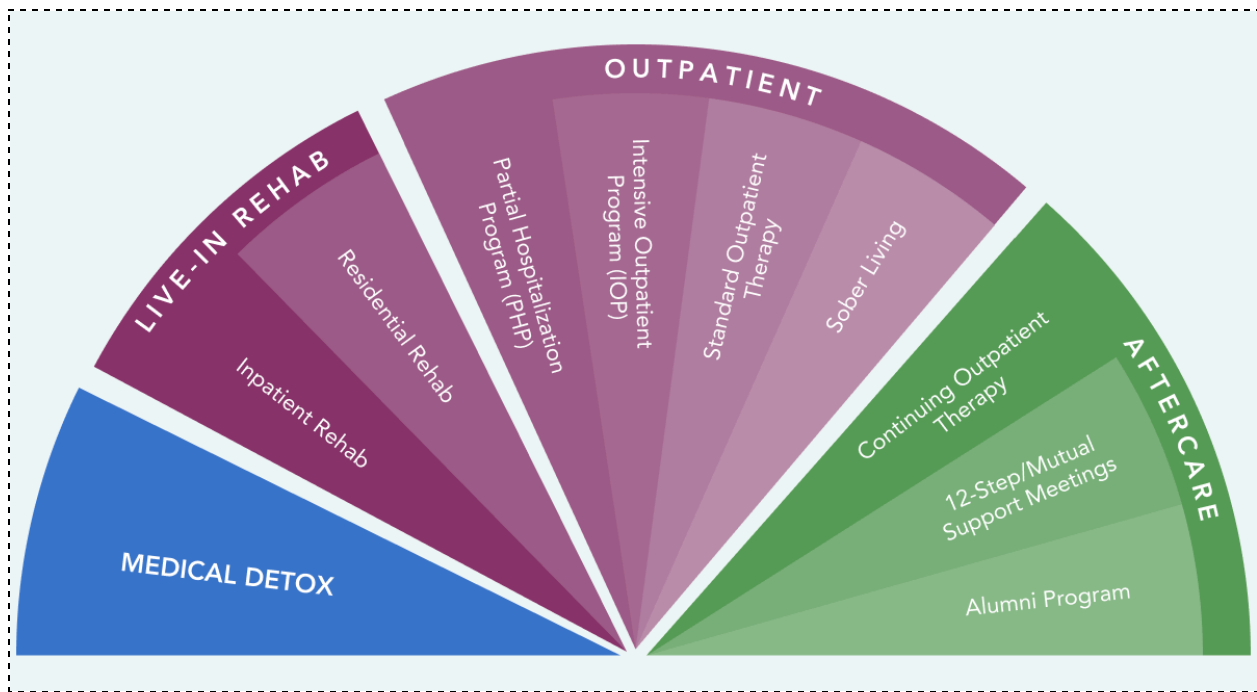 MEDICAL DETOX
LIVE-IN REHAB
Inpatient Rehab
Residential Rehab
OUTPATIENT
Partial Hospitalization
Program (PHP)
Intensive Outpatient
Program (IOP)
Standard Outpatient
Therapy
Sober Living
AFTERCARE
Continuing Outpatient
Therapy
12-Step/Mutual
Support Meetings
Alumni Program